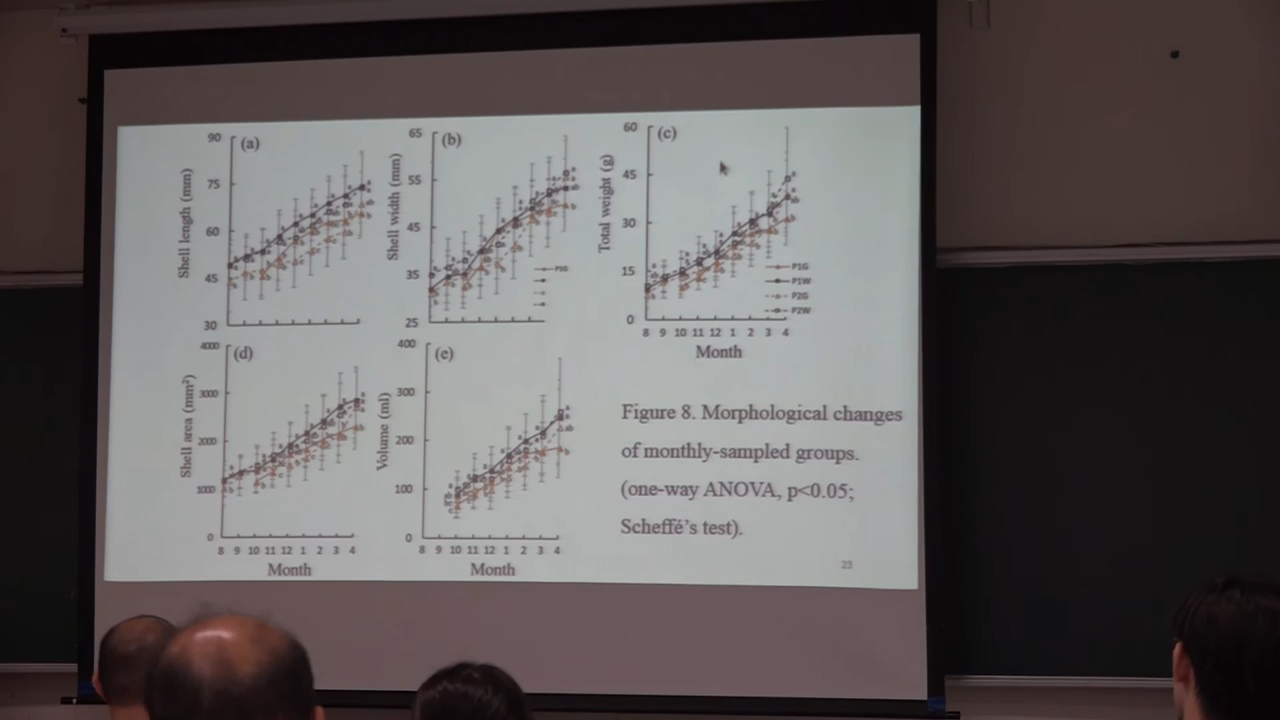 (a)
Shell length (mm)
90
75
60
45
30
(b)
Shell width (mm)
65
55
45
35
25
P1G
(c)
Total weight (g)
60
45
30
15
0
P1G
P1W
P2G
P2W
8 9 10 11 12 1 2 3 4
Month
(d)
Shell area (mm²)
4000
3000
2000
1000
0
8 9 10 11 12 1 2 3 4
Month
(e)
Volume (ml)
400
300
200
100
0
8 9 10 11 12 1 2 3 4
Month
Figure 8. Morphological changes
of monthly-sampled groups.
(one-way ANOVA, p<0.05;
Scheffé's test).
23